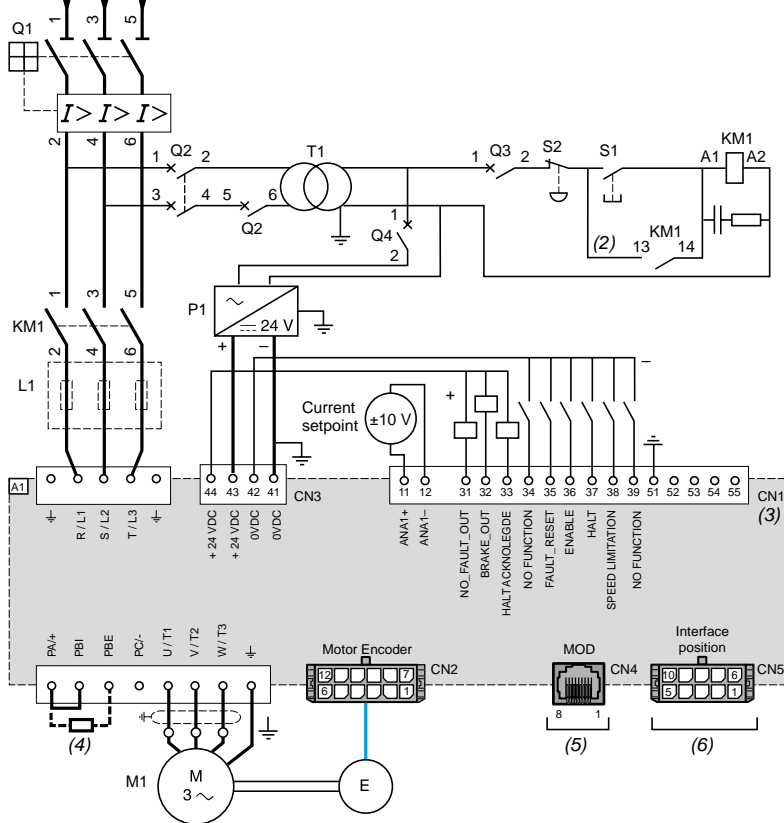 Q1
1
3
5
I> I> I>
2
4
6
1 Q2 2
T1
3 4 5 6
Q2
1 Q3 2
S2
S1
KM1
A1 A2
1
Q4
2
(2)
13 14
KM1
P1
24 V
+ −
KM1
1
3
5
2
4
6
L1
Current
setpoint
±10 V
+
−
A1
R / L1
S / L2
T / L3
44 43 42 41
CN3
+ 24 VDC
+ 24 VDC
0VDC
0VDC
11 12 31 32 33 34 35 36 37 38 39 51 52 53 54 55
CN1
(3)
ANA1+
ANA1–
NO_FAULT_OUT
BRAKE_OUT
HALT ACKNOLEGDE
NO FUNCTION
FAULT_RESET
ENABLE
HALT
SPEED LIMITATION
NO FUNCTION
PA/+
PBI
PBE
PC/-
U / T1
V / T2
W / T3
Motor Encoder
12 7
6 1
CN2
MOD
CN4
8 1
(5)
Interface
position
10 6
5 1
CN5
(6)
(4)
M1
M
3 ~
E